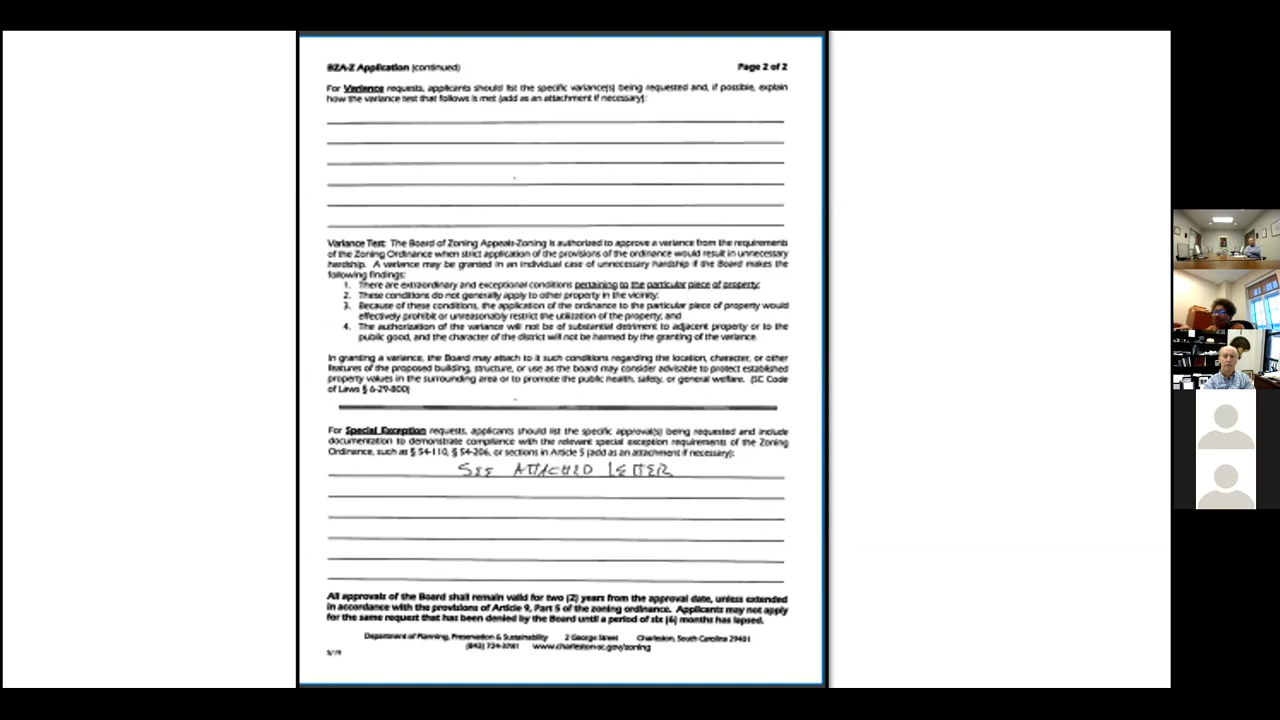 BZA-Z Application (continued) Page 2 of 2
For Variance requests, applicants should list the specific variance(s) being requested and, if possible, explain
how the variance test that follows is met (add as an attachment if necessary):
Variance Test: The Board of Zoning Appeals-Zoning is authorized to approve a variance from the requirements
of the Zoning Ordinance when strict application of the provisions of the ordinance would result in unnecessary
hardship. A variance may be granted in an individual case of unnecessary hardship if the Board makes the
following findings:
1. There are extraordinary and exceptional conditions pertaining to the particular piece of property;
2. These conditions do not generally apply to other property in the vicinity;
3. Because of these conditions, the application of the ordinance to the particular piece of property would
effectively prohibit or unreasonably restrict the utilization of the property; and
4. The authorization of the variance will not be of substantial detriment to adjacent property or to the
public good, and the character of the district will not be harmed by the granting of the variance.
In granting a variance, the Board may attach to it such conditions regarding the location, character, or other
features of the proposed building, structure, or use as the board may consider advisable to protect established
property values in the surrounding area or to promote the public health, safety, or general welfare. (SC Code
of Laws § 6-29-800)
For Special Exception requests, applicants should list the specific approval(s) being requested and include
documentation to demonstrate compliance with the relevant special exception requirements of the Zoning
Ordinance, such as § 54-110, § 54-206, or sections in Article 5 (add as an attachment if necessary):
SEE ATTACHED LETTER
All approvals of the Board shall remain valid for two (2) years from the approval date, unless extended
in accordance with the provisions of Article 9, Part 5 of the zoning ordinance. Applicants may not apply
for the same request that has been denied by the Board until a period of six (6) months has lapsed.
Department of Planning, Preservation & Sustainability 2 George Street Charleston, South Carolina 29401
(843) 724-3781 www.charleston-sc.gov/zoning
5/19